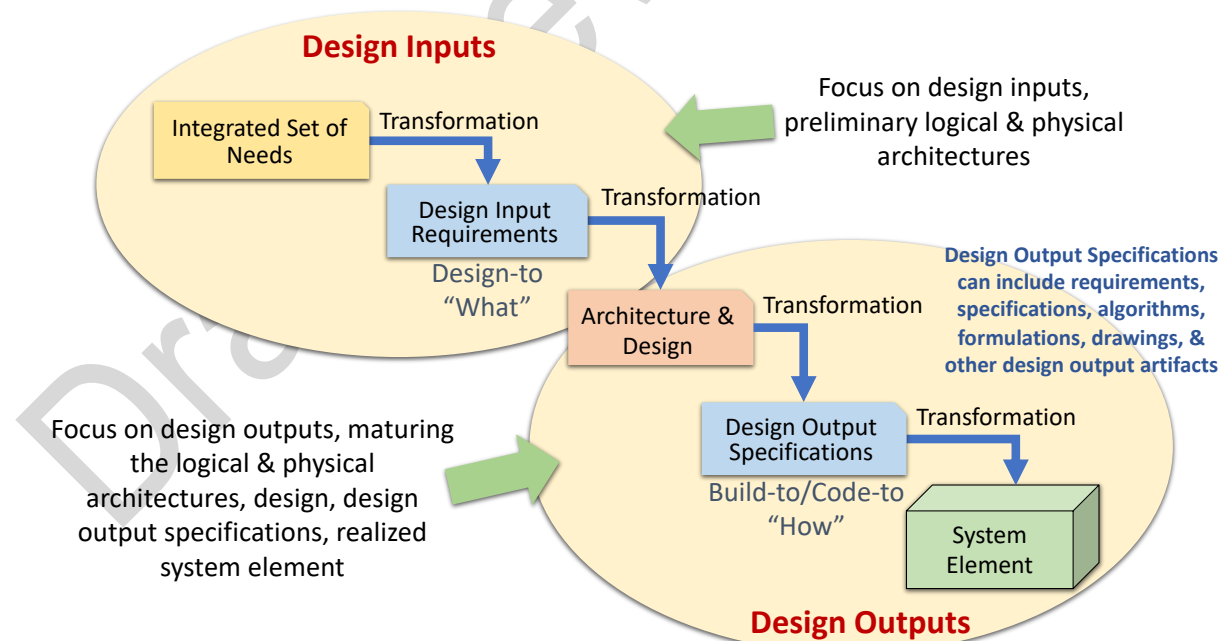 Design Inputs
Integrated Set of
Needs
Transformation
Focus on design inputs,
preliminary logical & physical
architectures
Design Input
Requirements
Transformation
Design-to
“What”
Architecture &
Design
Transformation
Design Output Specifications
can include requirements,
specifications, algorithms,
formulations, drawings, &
other design output artifacts
Focus on design outputs, maturing
the logical & physical
architectures, design, design
output specifications, realized
system element
Design Output
Specifications
Transformation
Build-to/Code-to
“How”
System
Element
Design Outputs